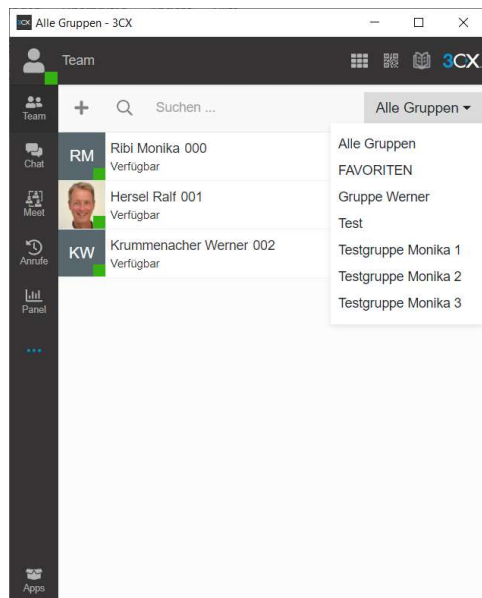 3CX Alle Gruppen - 3CX
Team
3CX
Team
Chat
Meet
Anrufe
Panel
Apps
Suchen ...
Alle Gruppen
RM
Ribi Monika 000
Verfügbar
Hersel Ralf 001
Verfügbar
KW
Krummenacher Werner 002
Verfügbar
Alle Gruppen
FAVORITEN
Gruppe Werner
Test
Testgruppe Monika 1
Testgruppe Monika 2
Testgruppe Monika 3